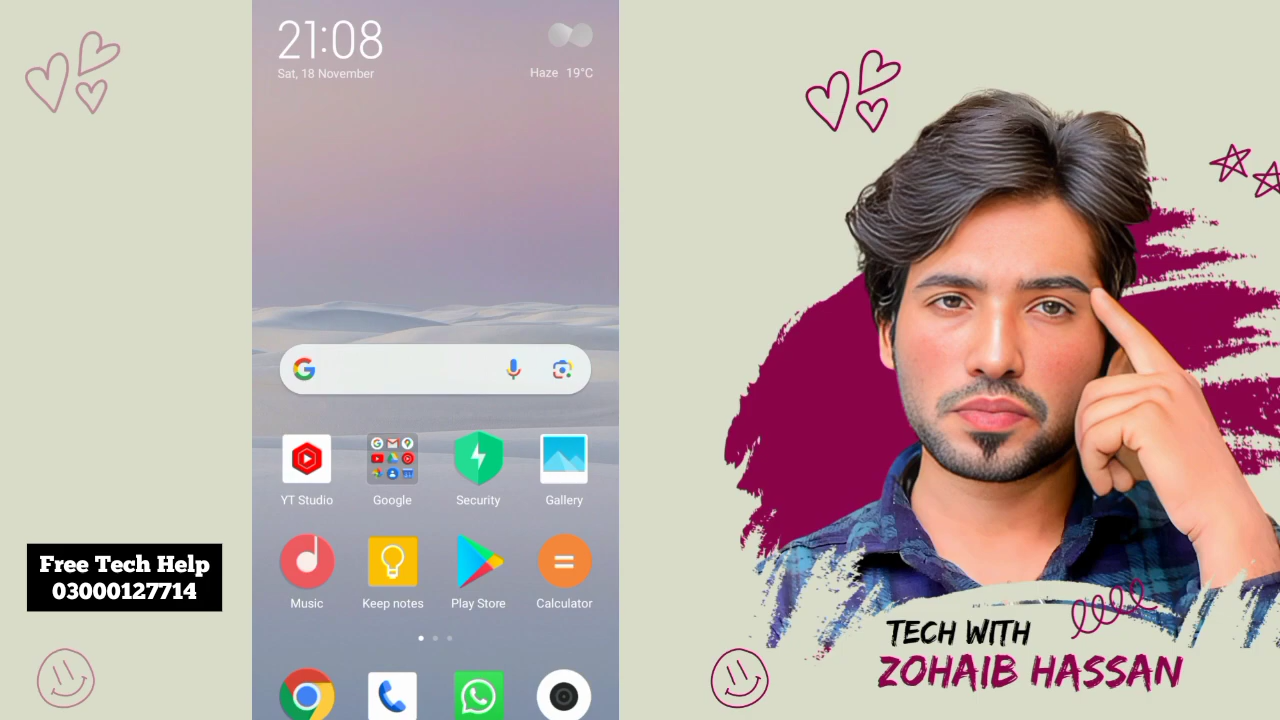 21:08
Sat, 18 November
Haze 19°C
YT Studio
Google
Security
Gallery
Music
Keep notes
Play Store
Calculator
Free Tech Help
03000127714
TECH WITH
ZOHAIB HASSAN